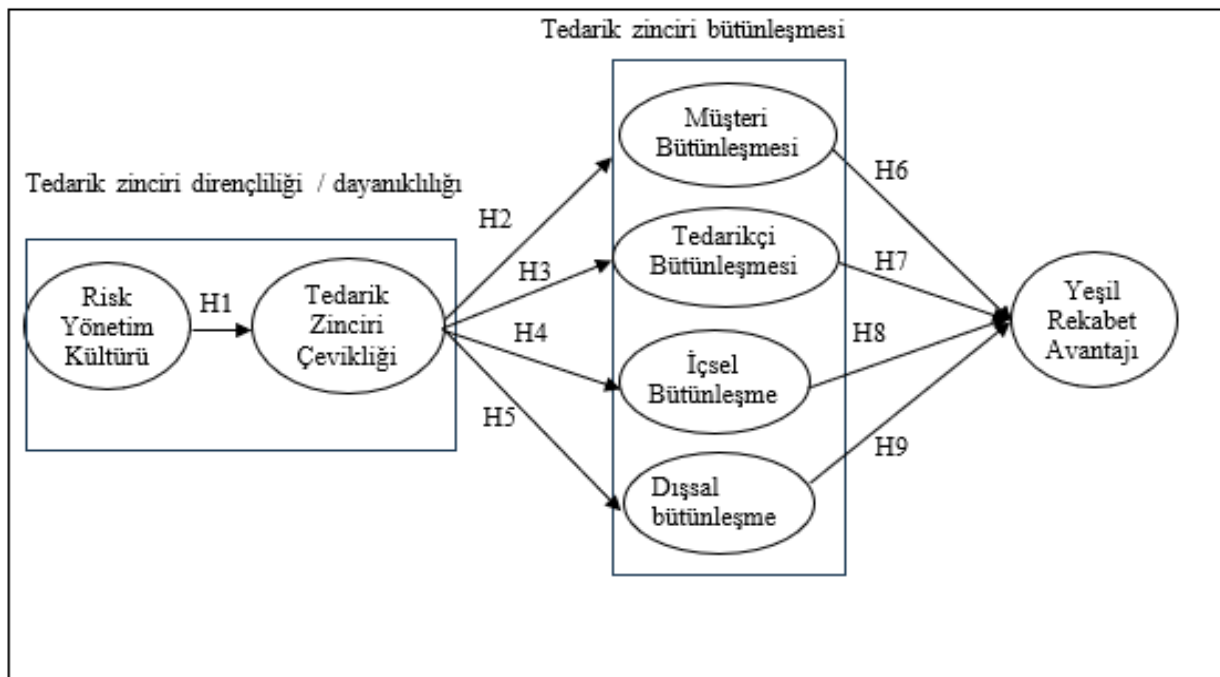 Tedarik zinciri bütünleşmesi
Tedarik zinciri dirençliliği / dayanıklılığı
Risk
Yönetim
Kültürü
H1
Tedarik
Zinciri
Çevikliği
H2
H3
H4
H5
Müşteri
Bütünleşmesi
Tedarikçi
Bütünleşmesi
İçsel
Bütünleşme
Dışsal
bütünleşme
H6
H7
H8
H9
Yeşil
Rekabet
Avantajı